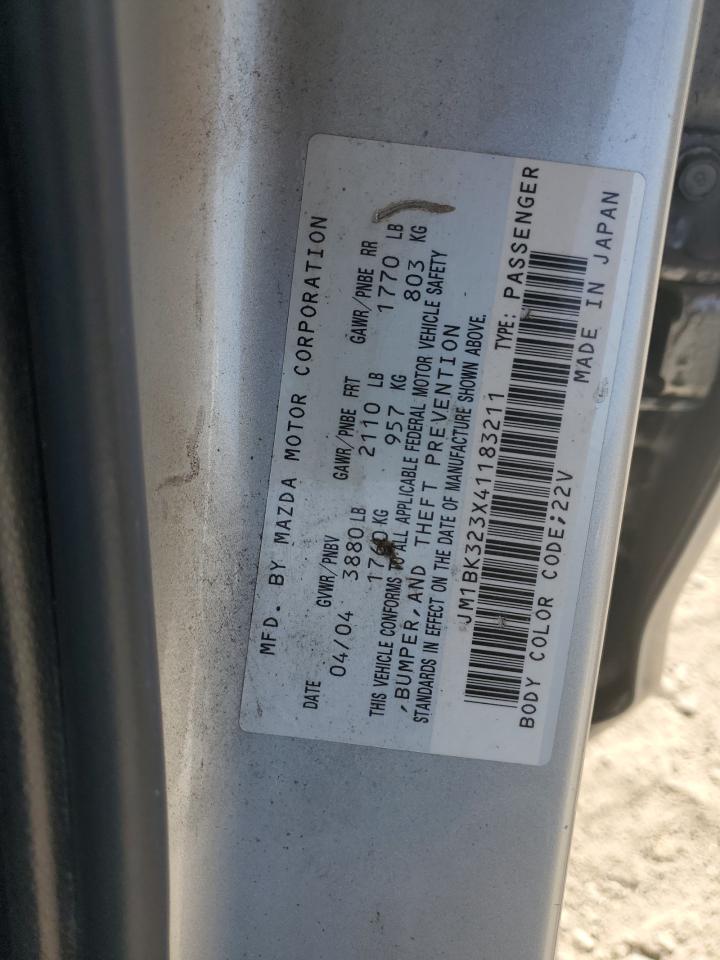 MFD. BY MAZDA MOTOR CORPORATION
DATE GVWR/PNBV GAWR/PNBE FRT GAWR/PNBE RR
04/04 3880 LB 2110 LB 1770 LB
1760 KG 957 KG 803 KG
THIS VEHICLE CONFORMS TO ALL APPLICABLE FEDERAL MOTOR VEHICLE SAFETY
,BUMPER,AND THEFT PREVENTION
STANDARDS IN EFFECT ON THE DATE OF MANUFACTURE SHOWN ABOVE.
JM1BK323X41183211 TYPE: PASSENGER
BODY COLOR CODE;22V MADE IN JAPAN